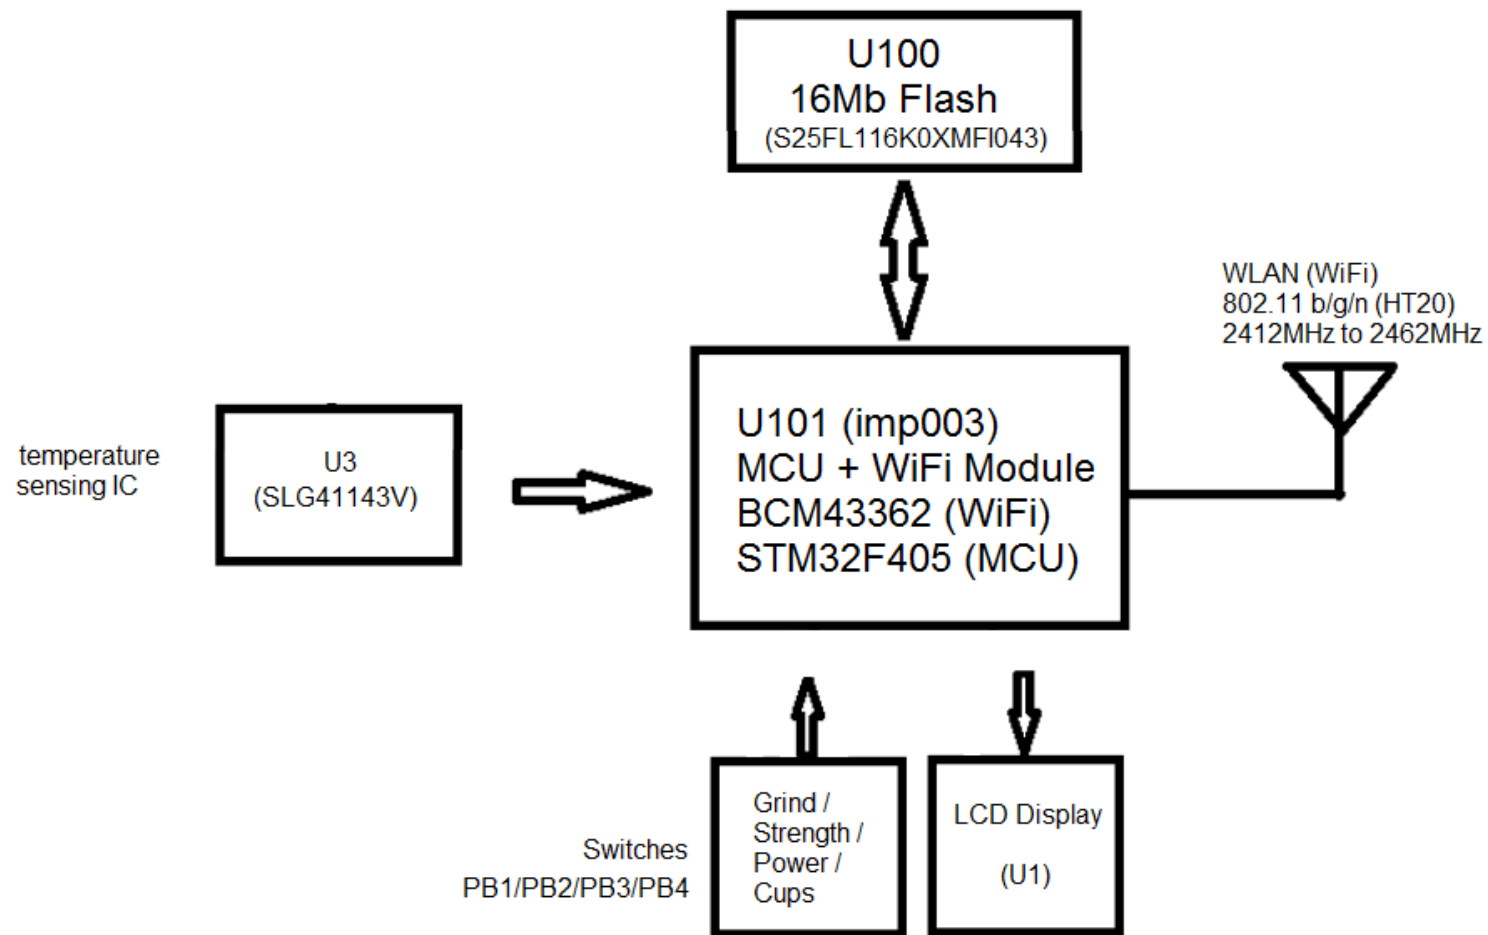 U100
16Mb Flash
(S25FL116K0XMFI043)
WLAN (WiFi)
802.11 b/g/n (HT20)
2412MHz to 2462MHz
temperature
sensing IC
U3
(SLG41143V)
U101 (imp003)
MCU + WiFi Module
BCM43362 (WiFi)
STM32F405 (MCU)
Switches
PB1/PB2/PB3/PB4
Grind /
Strength /
Power /
Cups
LCD Display
(U1)